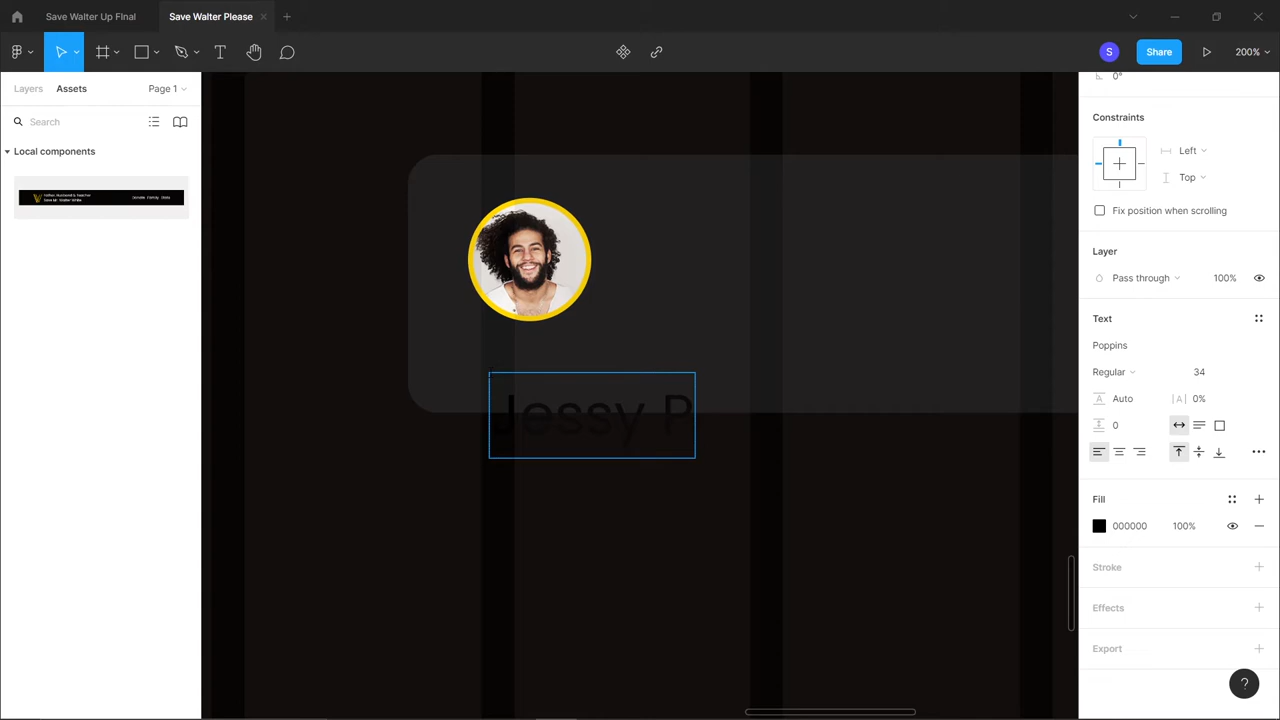 Save Walter Up FInal
Save Walter Please
S
Share
200%
Layers
Assets
Page 1
Search
Local components
0°
Constraints
Left
Top
Fix position when scrolling
Layer
Pass through
100%
Text
Poppins
Regular
34
A
Auto
|A|
0%
0
Fill
000000
100%
Stroke
Effects
Export
Jessy P
?